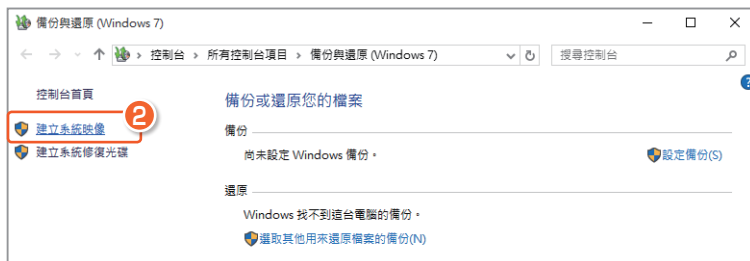 備份與還原 (Windows 7)
控制台 › 所有控制台項目 › 備份與還原 (Windows 7)
搜尋控制台
控制台首頁
建立系統映像
2
建立系統修復光碟
備份或還原您的檔案
備份
尚未設定 Windows 備份。
設定備份(S)
還原
Windows 找不到這台電腦的備份。
選取其他用來還原檔案的備份(N)